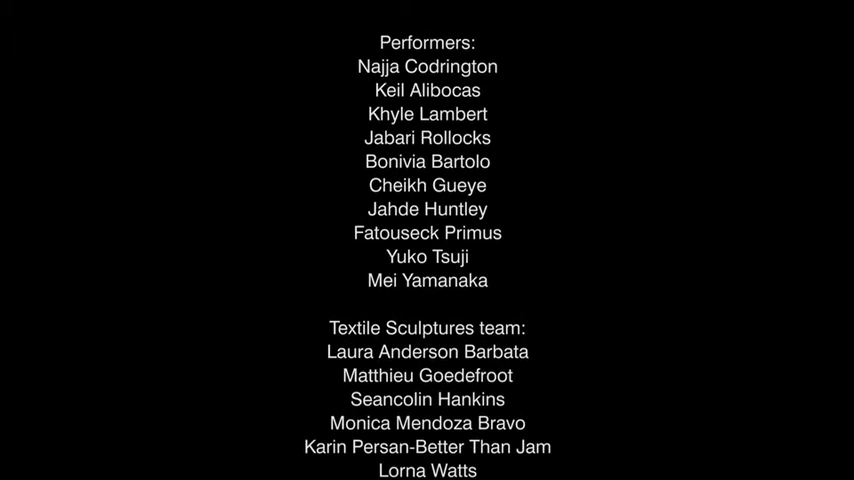 Performers:
Najja Codrington
Keil Alibocas
Khyle Lambert
Jabari Rollocks
Bonivia Bartolo
Cheikh Gueye
Jahde Huntley
Fatouseck Primus
Yuko Tsuji
Mei Yamanaka
Textile Sculptures team:
Laura Anderson Barbata
Matthieu Goedefroot
Seancolin Hankins
Monica Mendoza Bravo
Karin Persan-Better Than Jam
Lorna Watts